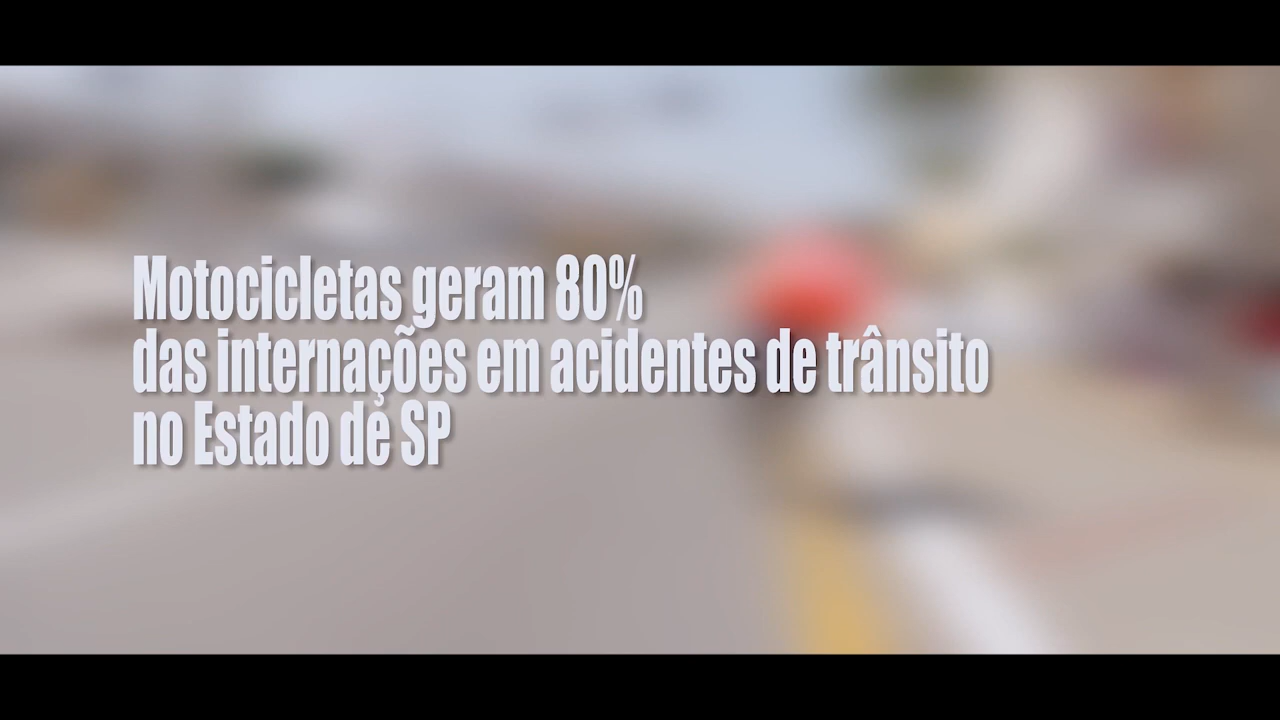 Motocicletas geram 80%
das internações em acidentes de trânsito
no Estado de SP